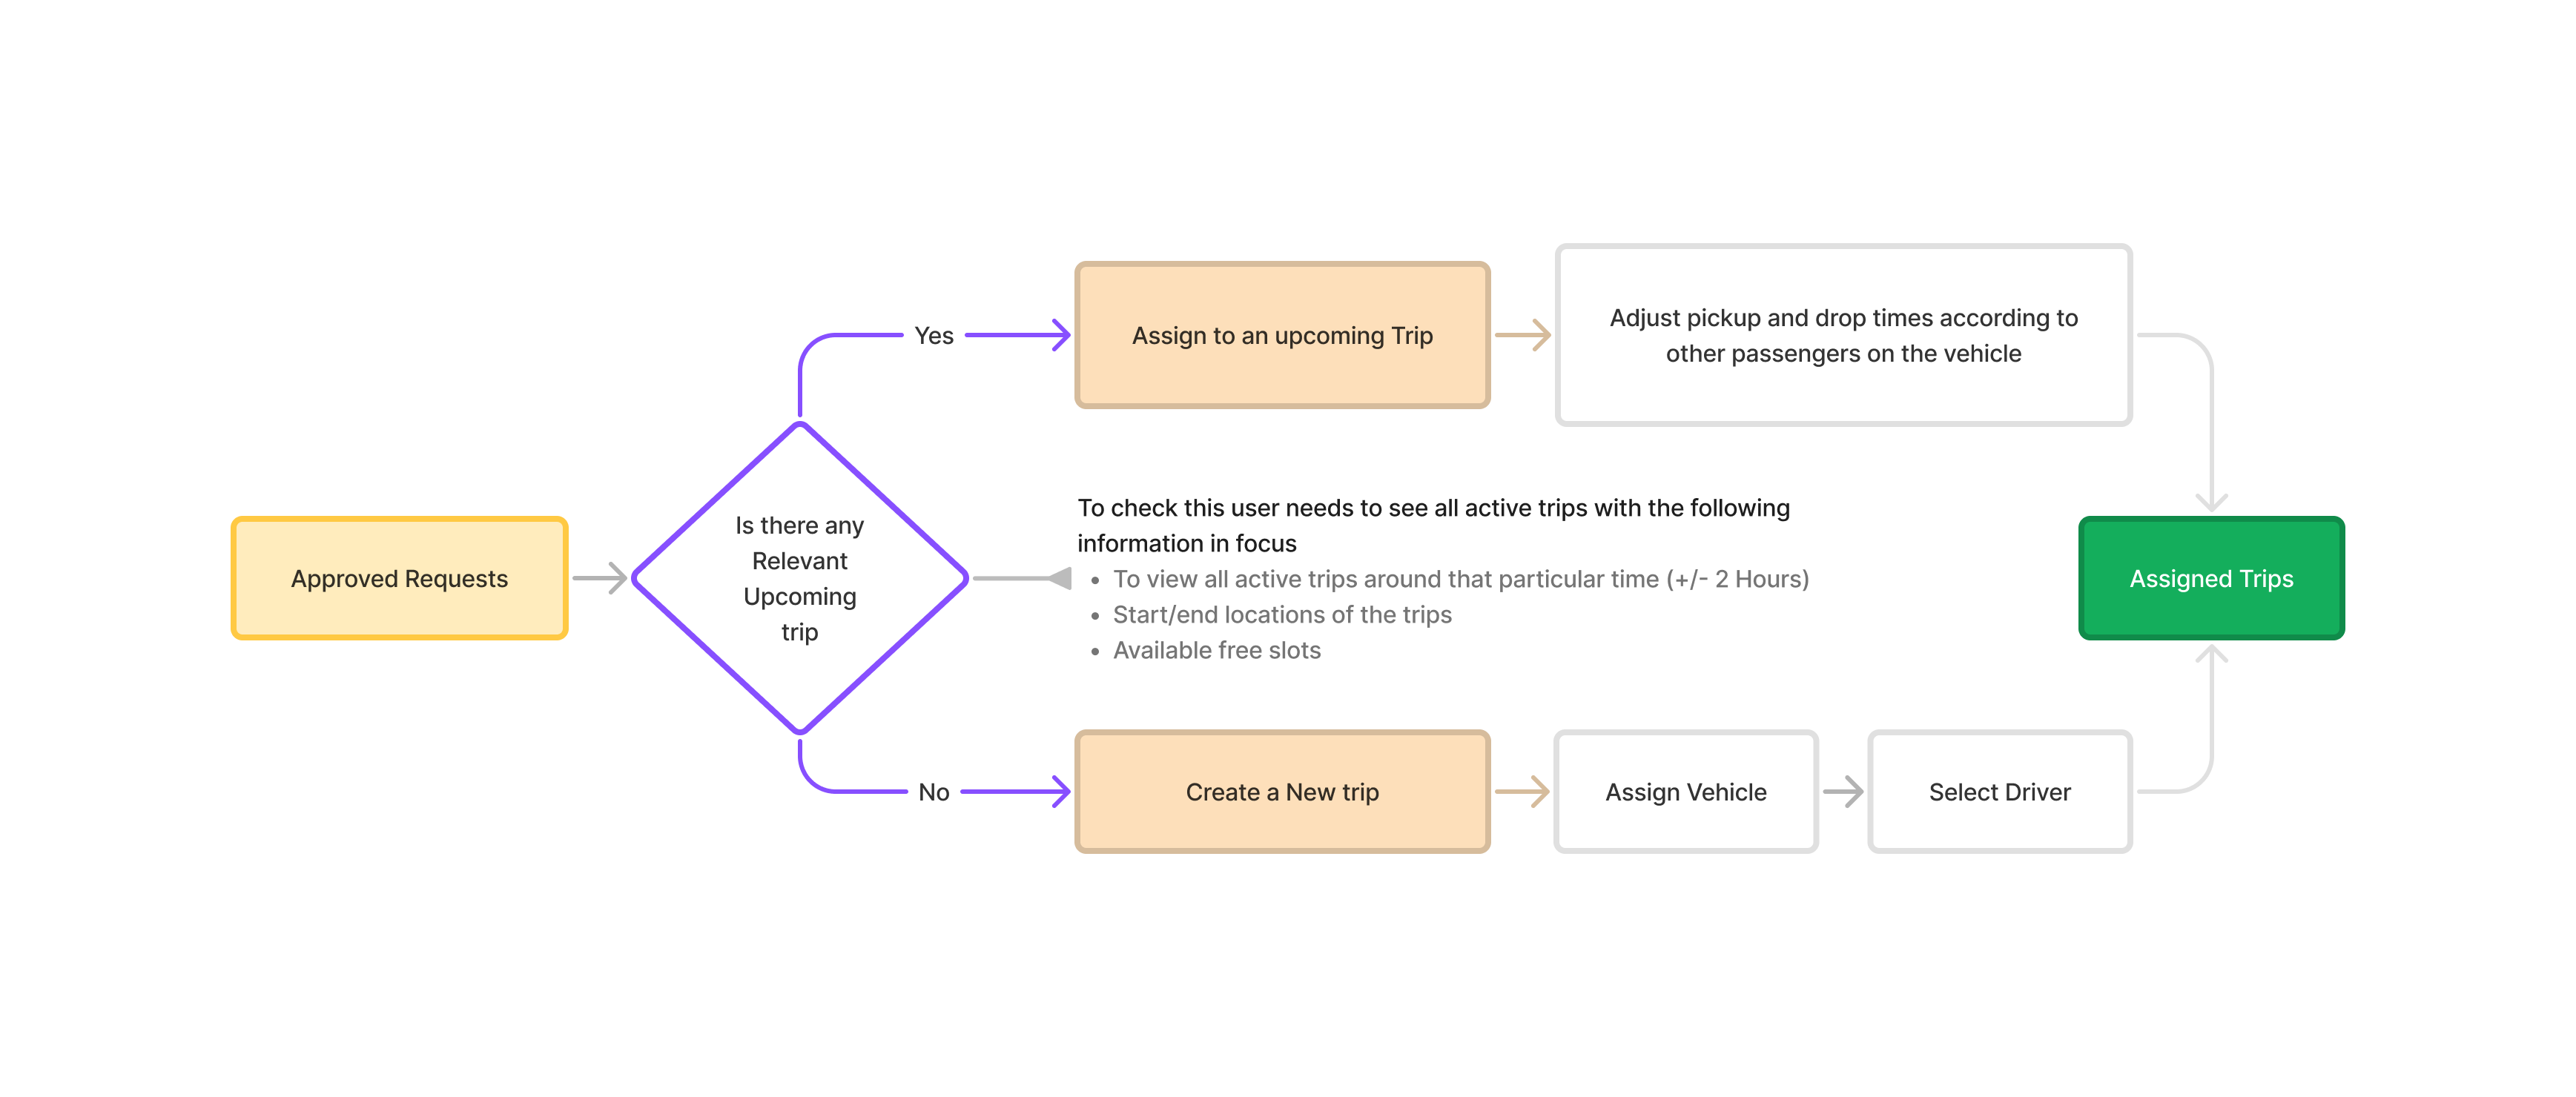 Approved Requests
Is there any
Relevant
Upcoming
trip
Yes
Assign to an upcoming Trip
Adjust pickup and drop times according to
other passengers on the vehicle
To check this user needs to see all active trips with the following
information in focus
• To view all active trips around that particular time (+/- 2 Hours)
• Start/end locations of the trips
• Available free slots
No
Create a New trip
Assign Vehicle
Select Driver
Assigned Trips